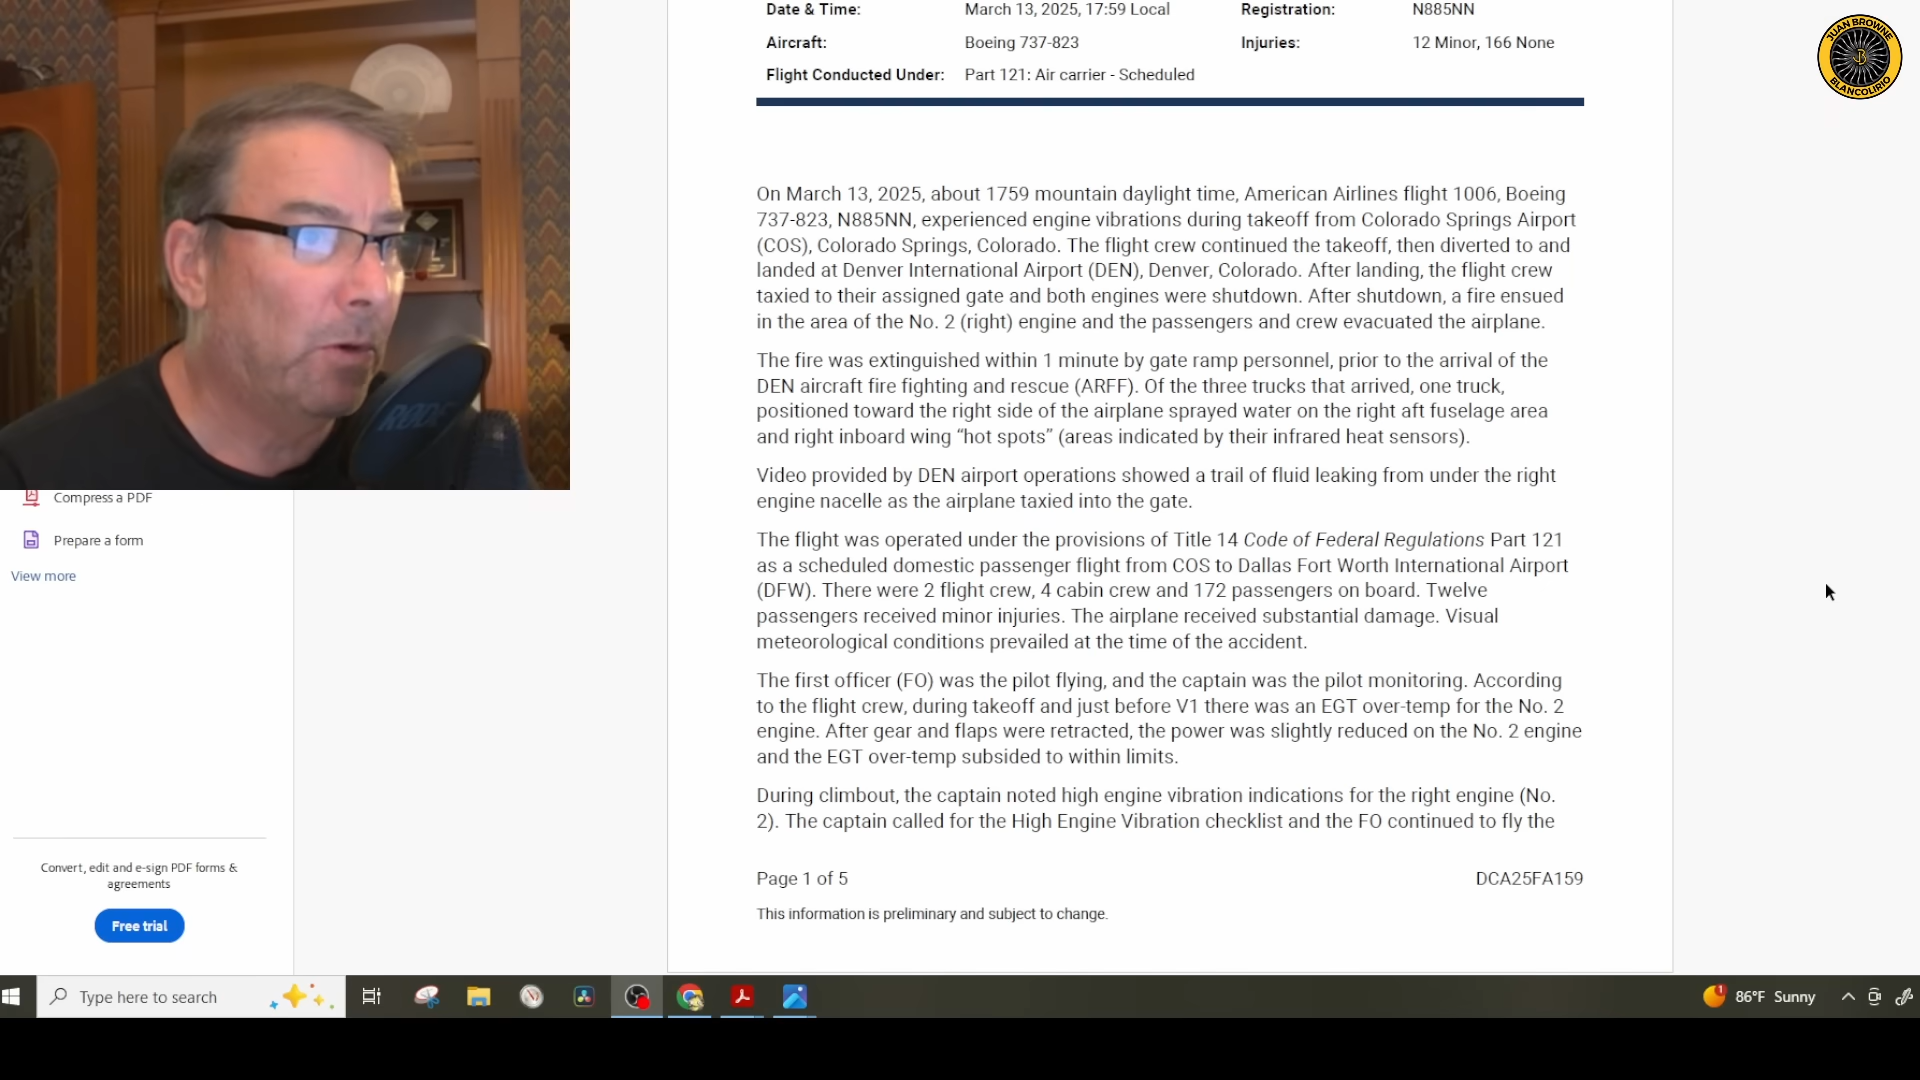 Date & Time: March 13, 2025, 17:59 Local Registration: N885NN
Aircraft: Boeing 737-823 Injuries: 12 Minor, 166 None
Flight Conducted Under: Part 121: Air carrier - Scheduled
JUAN BROWNE
BLANCOLIRIO
On March 13, 2025, about 1759 mountain daylight time, American Airlines flight 1006, Boeing
737-823, N885NN, experienced engine vibrations during takeoff from Colorado Springs Airport
(COS), Colorado Springs, Colorado. The flight crew continued the takeoff, then diverted to and
landed at Denver International Airport (DEN), Denver, Colorado. After landing, the flight crew
taxied to their assigned gate and both engines were shutdown. After shutdown, a fire ensued
in the area of the No. 2 (right) engine and the passengers and crew evacuated the airplane.
The fire was extinguished within 1 minute by gate ramp personnel, prior to the arrival of the
DEN aircraft fire fighting and rescue (ARFF). Of the three trucks that arrived, one truck,
positioned toward the right side of the airplane sprayed water on the right aft fuselage area
and right inboard wing “hot spots” (areas indicated by their infrared heat sensors).
Video provided by DEN airport operations showed a trail of fluid leaking from under the right
engine nacelle as the airplane taxied into the gate.
The flight was operated under the provisions of Title 14 Code of Federal Regulations Part 121
as a scheduled domestic passenger flight from COS to Dallas Fort Worth International Airport
(DFW). There were 2 flight crew, 4 cabin crew and 172 passengers on board. Twelve
passengers received minor injuries. The airplane received substantial damage. Visual
meteorological conditions prevailed at the time of the accident.
The first officer (FO) was the pilot flying, and the captain was the pilot monitoring. According
to the flight crew, during takeoff and just before V1 there was an EGT over-temp for the No. 2
engine. After gear and flaps were retracted, the power was slightly reduced on the No. 2 engine
and the EGT over-temp subsided to within limits.
During climbout, the captain noted high engine vibration indications for the right engine (No.
2). The captain called for the High Engine Vibration checklist and the FO continued to fly the
Page 1 of 5 DCA25FA159
This information is preliminary and subject to change.
RODE
Compress a PDF
Prepare a form
View more
Convert, edit and e-sign PDF forms &
agreements
Free trial
Type here to search
1
86°F Sunny